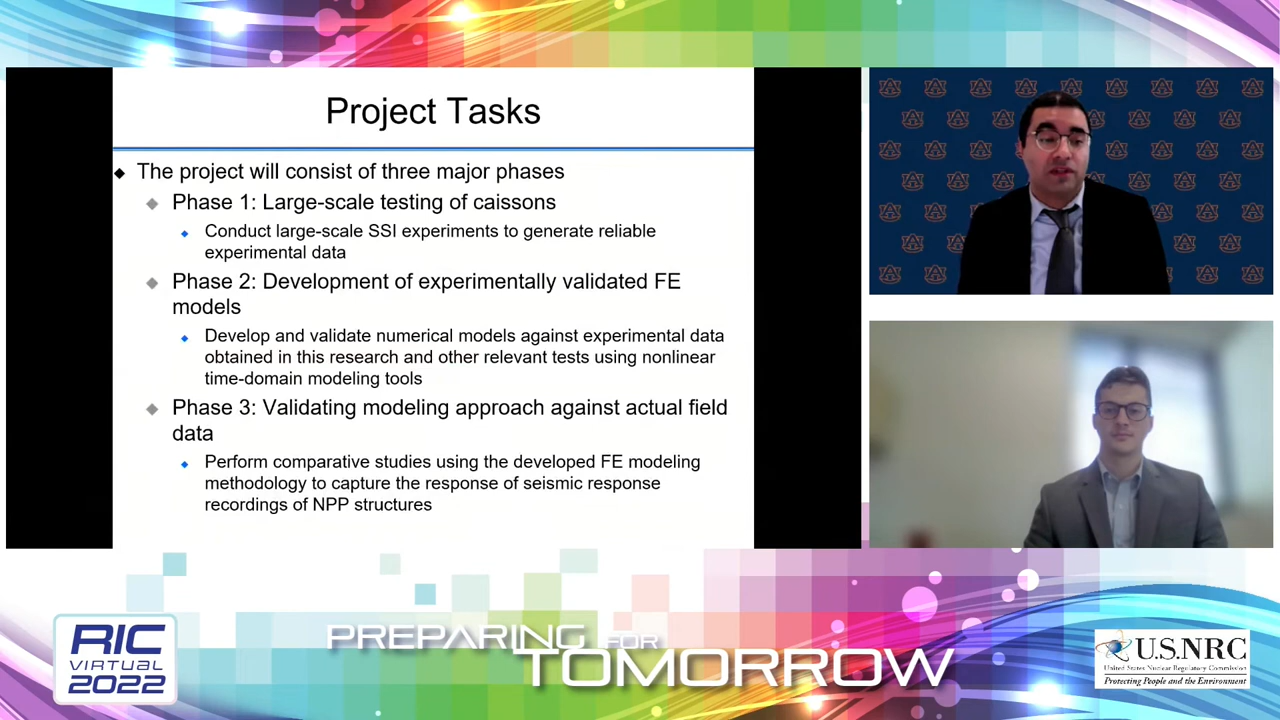 Project Tasks
The project will consist of three major phases
Phase 1: Large-scale testing of caissons
Conduct large-scale SSI experiments to generate reliable
experimental data
Phase 2: Development of experimentally validated FE
models
Develop and validate numerical models against experimental data
obtained in this research and other relevant tests using nonlinear
time-domain modeling tools
Phase 3: Validating modeling approach against actual field
data
Perform comparative studies using the developed FE modeling
methodology to capture the response of seismic response
recordings of NPP structures
RIC
VIRTUAL
2022
PREPARING FOR
TOMORROW
U.S.NRC
United States Nuclear Regulatory Commission
Protecting People and the Environment